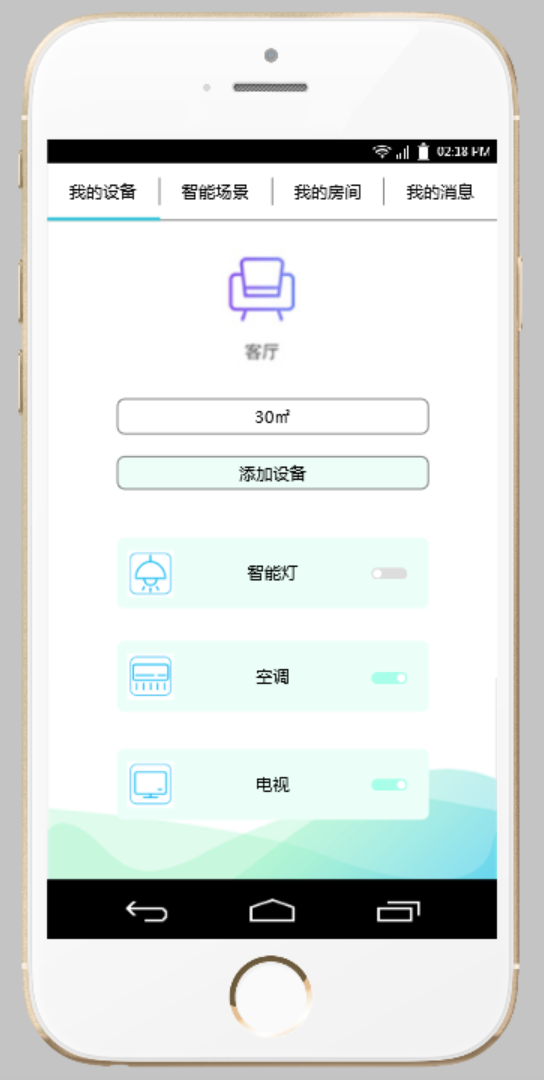 02:18 PM
我的设备
智能场景
我的房间
我的消息
客厅
30㎡
添加设备
智能灯
空调
电视